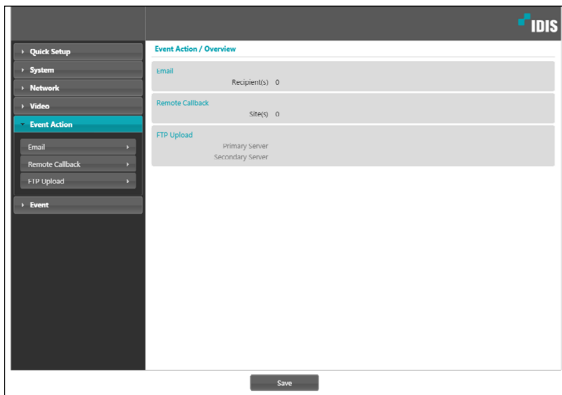 IDIS
Quick Setup
System
Network
Video
Event Action
Email
Remote Callback
FTP Upload
Event
Event Action / Overview
Email
Recipient(s) 0
Remote Callback
Site(s) 0
FTP Upload
Primary Server
Secondary Server
Save